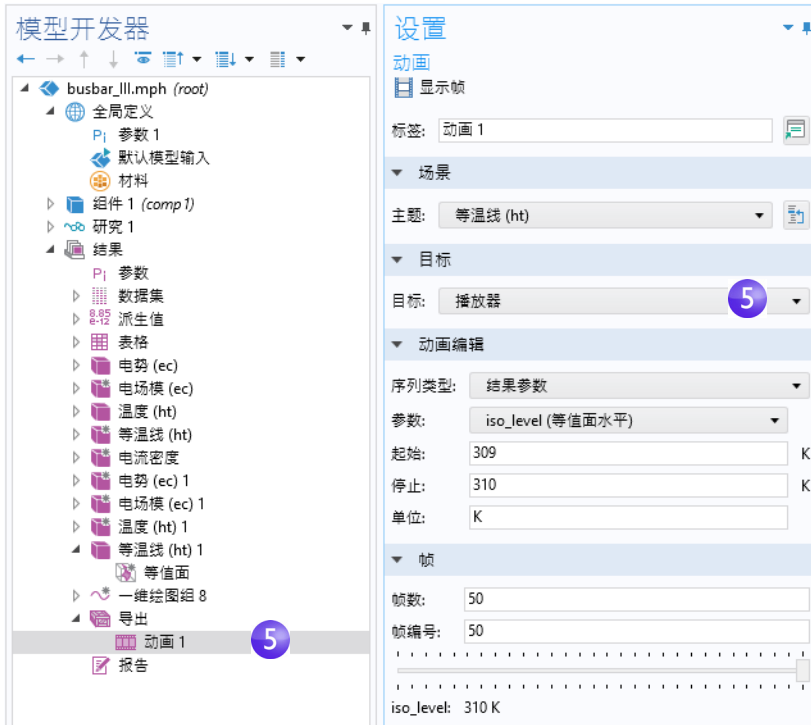 模型开发器
busbar_lll.mph (root)
全局定义
Pi 参数 1
默认模型输入
材料
组件 1 (comp1)
研究 1
结果
Pi 参数
数据集
8.85
e-12 派生值
表格
电势 (ec)
电场模 (ec)
温度 (ht)
等温线 (ht)
电流密度
电势 (ec) 1
电场模 (ec) 1
温度 (ht) 1
等温线 (ht) 1
等值面
一维绘图组 8
导出
动画 1 5
报告
设置
动画
显示帧
标签: 动画 1
场景
主题: 等温线 (ht)
目标
目标: 播放器 5
动画编辑
序列类型: 结果参数
参数: iso_level (等值面水平)
起始: 309 K
停止: 310 K
单位: K
帧
帧数: 50
帧编号: 50
iso_level: 310 K